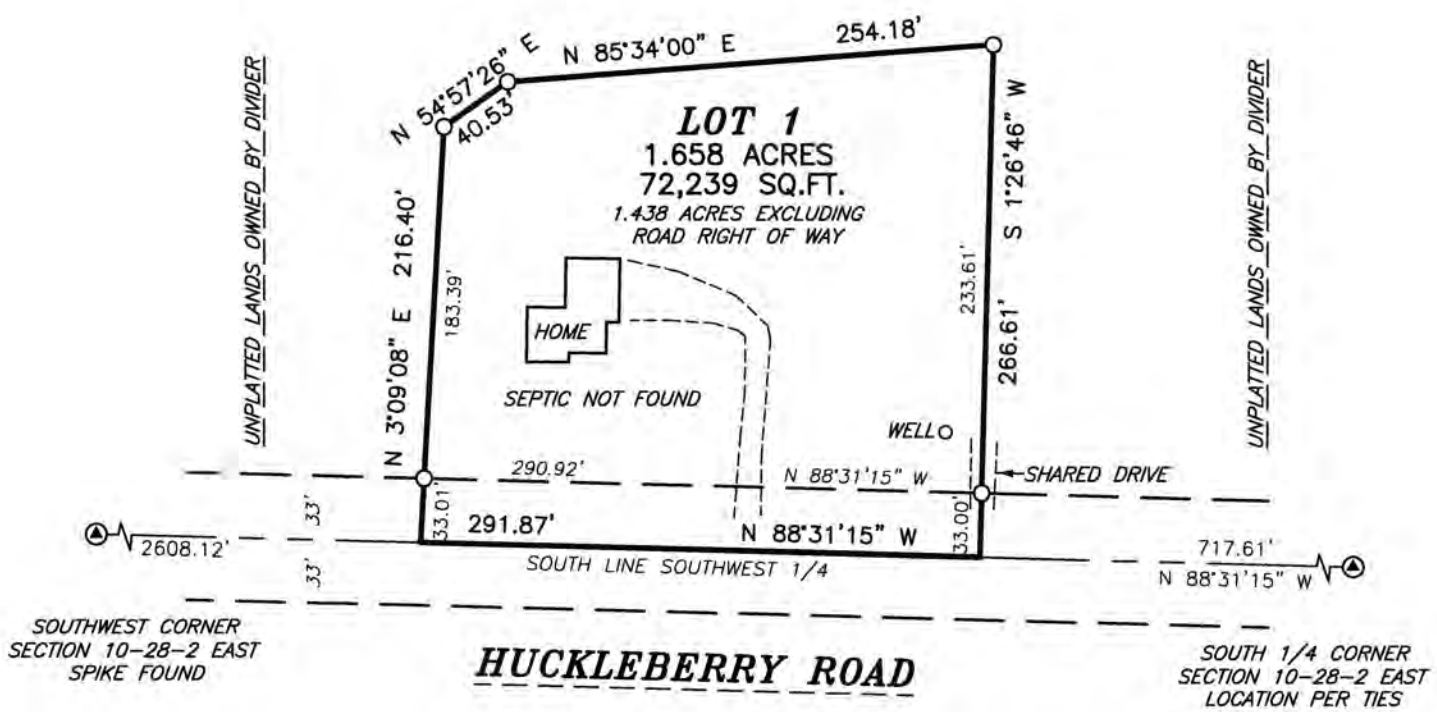 N 85°34'00" E
254.18'
N 54°57'26" E
40.53'
UNPLATTED LANDS OWNED BY DIVIDER
UNPLATTED LANDS OWNED BY DIVIDER
LOT 1
1.658 ACRES
72,239 SQ.FT.
1.438 ACRES EXCLUDING
ROAD RIGHT OF WAY
N 3°09'08" E 216.40'
183.39'
S 1°26'46" W
266.61'
233.61'
HOME
SEPTIC NOT FOUND
WELL
SHARED DRIVE
290.92'
N 88°31'15" W
33'
33.01'
291.87'
N 88°31'15" W
33.00'
2608.12'
717.61'
N 88°31'15" W
33'
SOUTH LINE SOUTHWEST 1/4
SOUTHWEST CORNER
SECTION 10-28-2 EAST
SPIKE FOUND
HUCKLEBERRY ROAD
SOUTH 1/4 CORNER
SECTION 10-28-2 EAST
LOCATION PER TIES